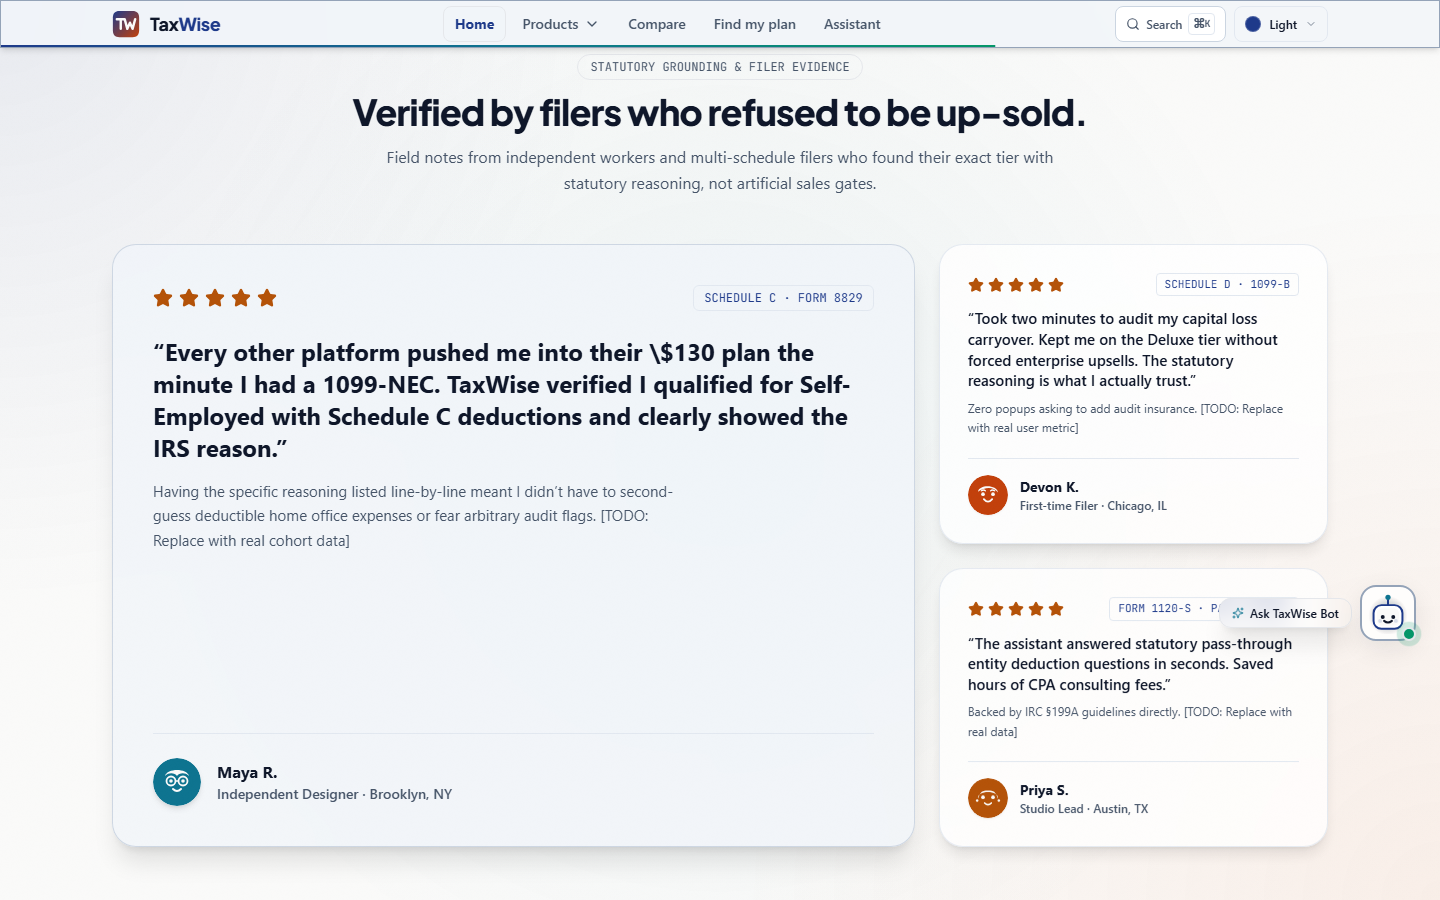 TW TaxWise
Home
Products
Compare
Find my plan
Assistant
Search ⌘K
Light
STATUTORY GROUNDING & FILER EVIDENCE
Verified by filers who refused to be up-sold.
Field notes from independent workers and multi-schedule filers who found their exact tier with
statutory reasoning, not artificial sales gates.
SCHEDULE C · FORM 8829
“Every other platform pushed me into their \$130 plan the
minute I had a 1099-NEC. TaxWise verified I qualified for Self-
Employed with Schedule C deductions and clearly showed the
IRS reason.”
Having the specific reasoning listed line-by-line meant I didn’t have to second-
guess deductible home office expenses or fear arbitrary audit flags. [TODO:
Replace with real cohort data]
Maya R.
Independent Designer · Brooklyn, NY
SCHEDULE D · 1099-B
“Took two minutes to audit my capital loss
carryover. Kept me on the Deluxe tier without
forced enterprise upsells. The statutory
reasoning is what I actually trust.”
Zero popups asking to add audit insurance. [TODO: Replace
with real user metric]
Devon K.
First-time Filer · Chicago, IL
FORM 1120-S ·
Ask TaxWise Bot
“The assistant answered statutory pass-through
entity deduction questions in seconds. Saved
hours of CPA consulting fees.”
Backed by IRC §199A guidelines directly. [TODO: Replace with
real data]
Priya S.
Studio Lead · Austin, TX